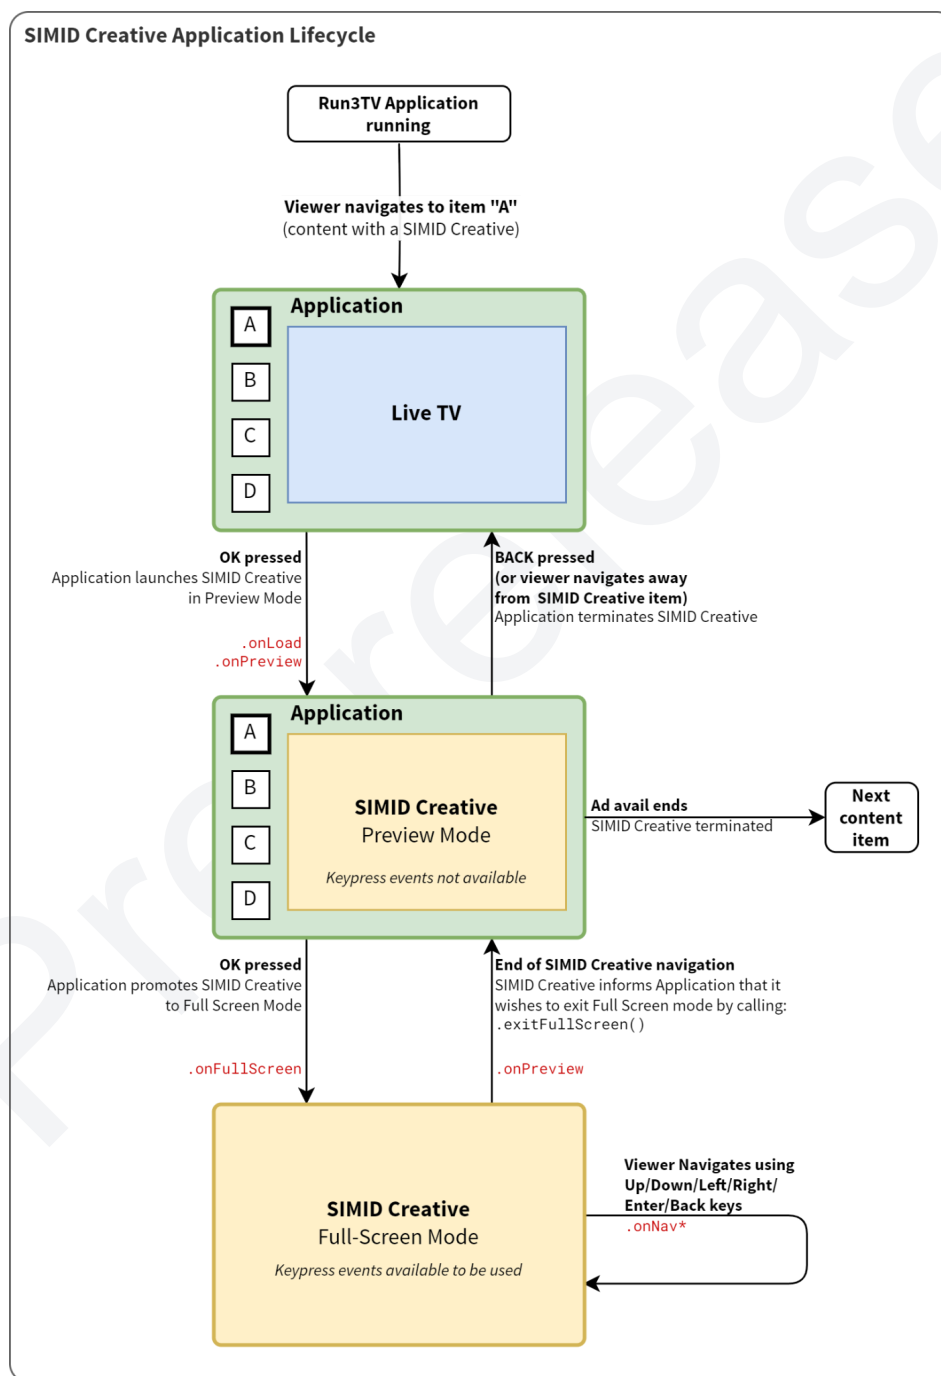 SIMID Creative Application Lifecycle
Run3TV Application
running
Viewer navigates to item "A"
(content with a SIMID Creative)
Application
A
B
C
D
Live TV
OK pressed
Application launches SIMID Creative
in Preview Mode
.onLoad
.onPreview
BACK pressed
(or viewer navigates away
from SIMID Creative item)
Application terminates SIMID Creative
Application
A
B
C
D
SIMID Creative
Preview Mode
Keypress events not available
Ad avail ends
SIMID Creative terminated
Next
content
item
OK pressed
Application promotes SIMID Creative
to Full Screen Mode
.onFullScreen
End of SIMID Creative navigation
SIMID Creative informs Application that it
wishes to exit Full Screen mode by calling:
.exitFullScreen()
.onPreview
SIMID Creative
Full-Screen Mode
Keypress events available to be used
Viewer Navigates using
Up/Down/Left/Right/
Enter/Back keys
.onNav*
Prerelease